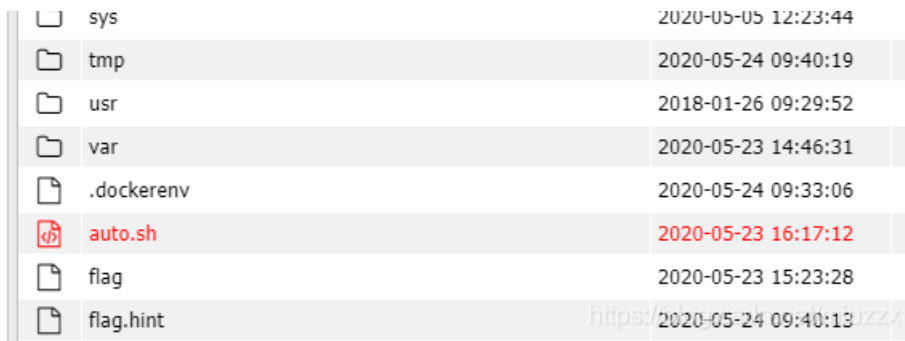 sys 2020-05-05 12:23:44
tmp 2020-05-24 09:40:19
usr 2018-01-26 09:29:52
var 2020-05-23 14:46:31
.dockerenv 2020-05-24 09:33:06
auto.sh 2020-05-23 16:17:12
flag 2020-05-23 15:23:28
flag.hint 2020-05-24 09:40:13